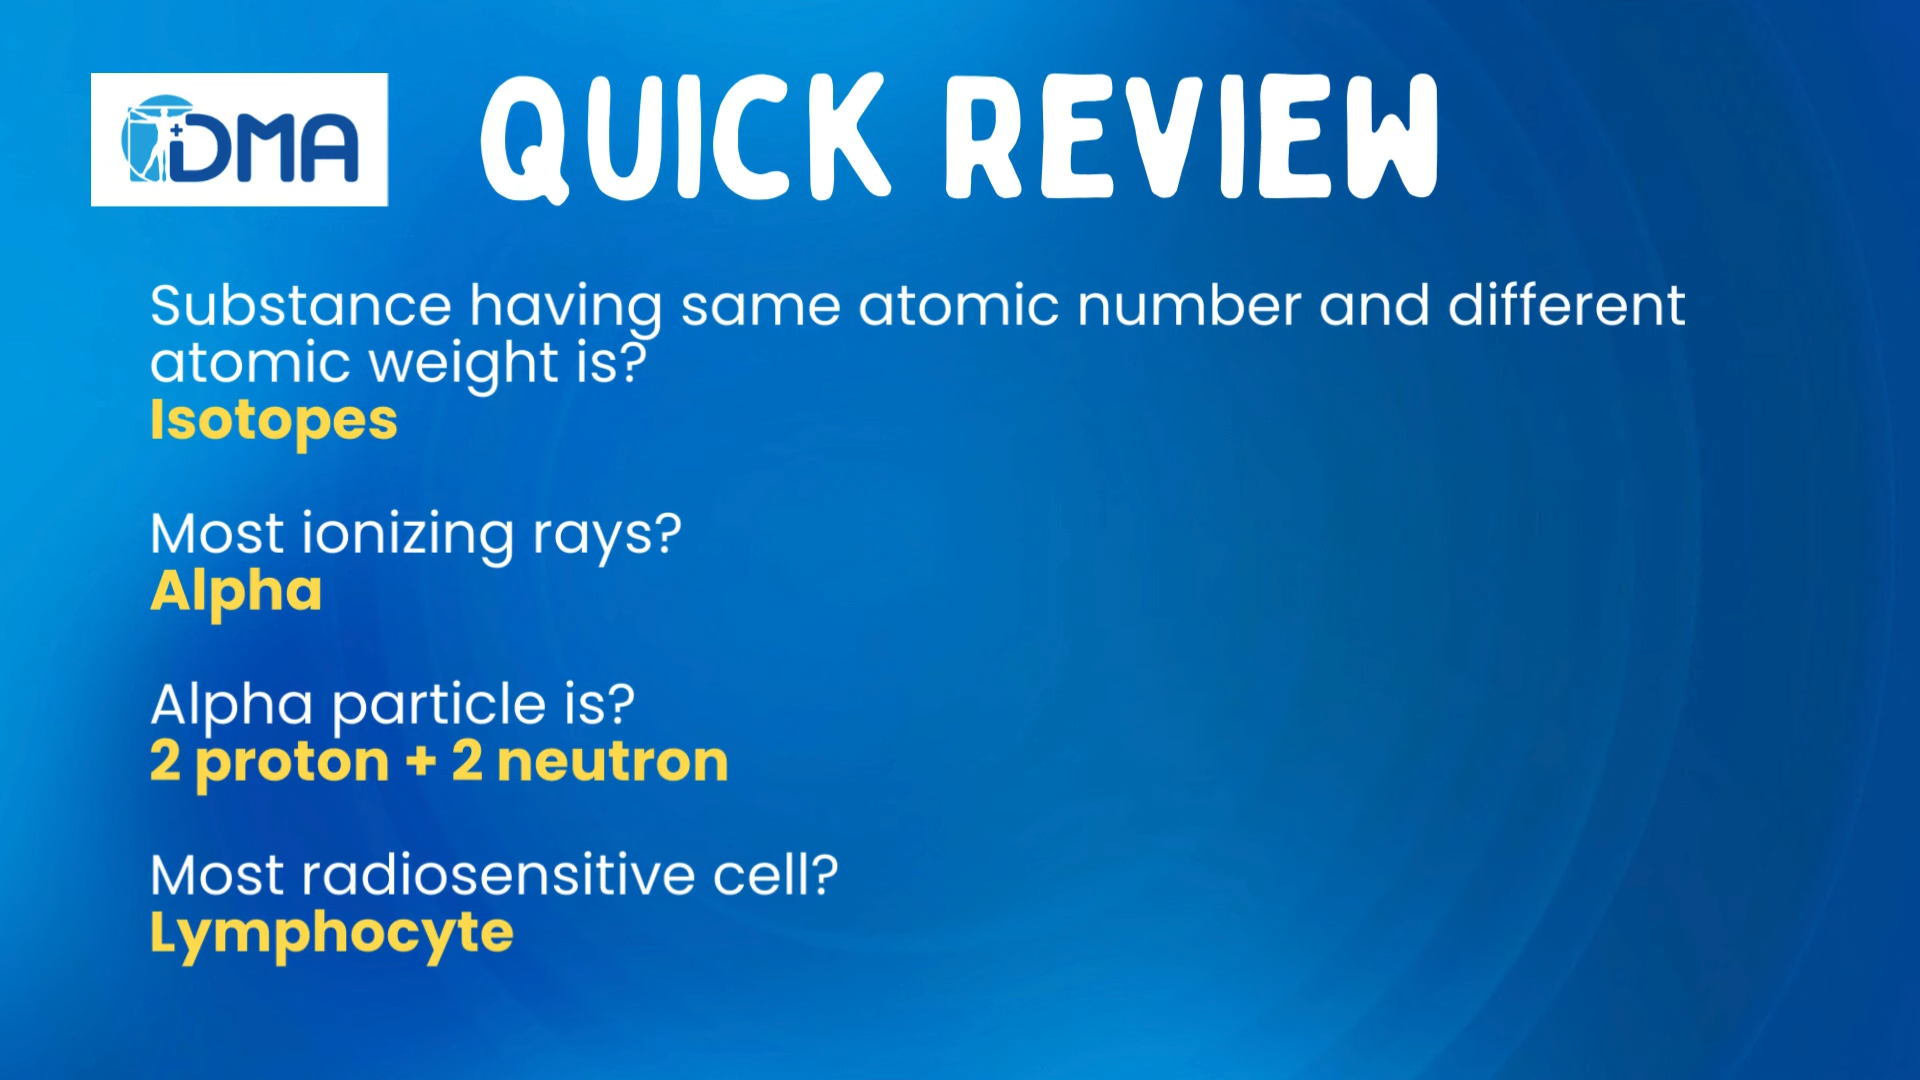 iDMA
QUICK REVIEW
Substance having same atomic number and different
atomic weight is?
Isotopes
Most ionizing rays?
Alpha
Alpha particle is?
2 proton + 2 neutron
Most radiosensitive cell?
Lymphocyte